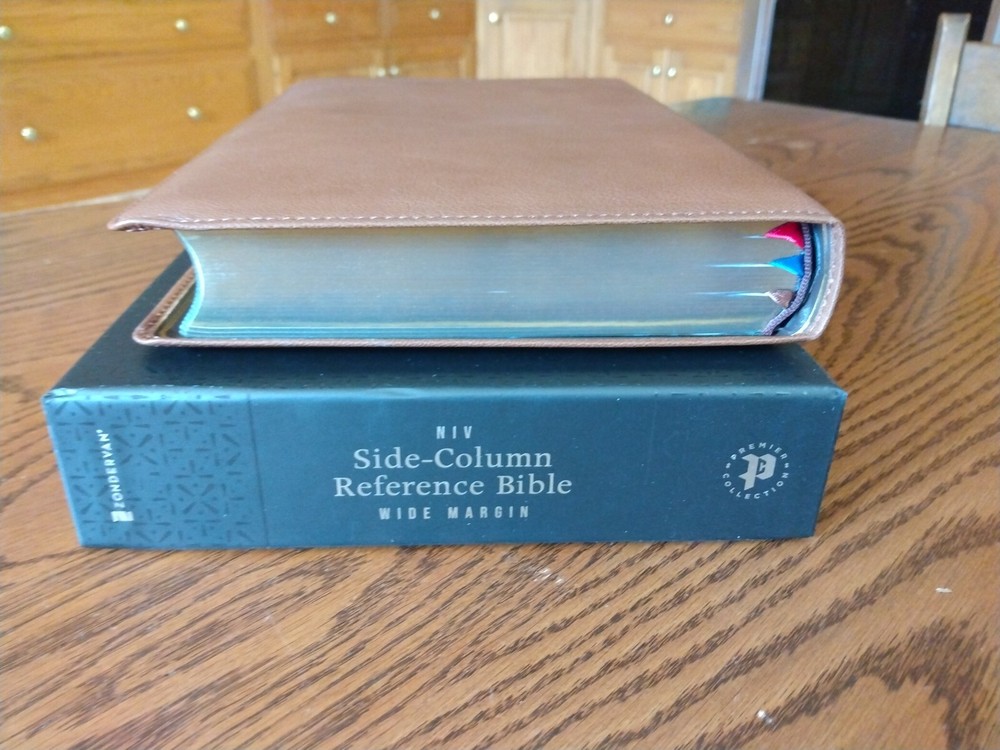 ZONDERVAN®
NIV
Side-Column
Reference Bible
WIDE MARGIN
PREMIER
P
COLLECTION